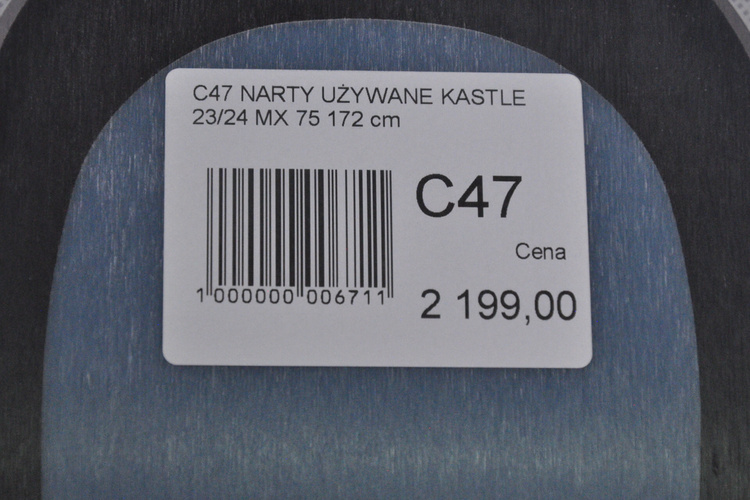 C47 NARTY UŻYWANE KASTLE
23/24 MX 75 172 cm
C47
Cena
1 000000 006711
2 199,00